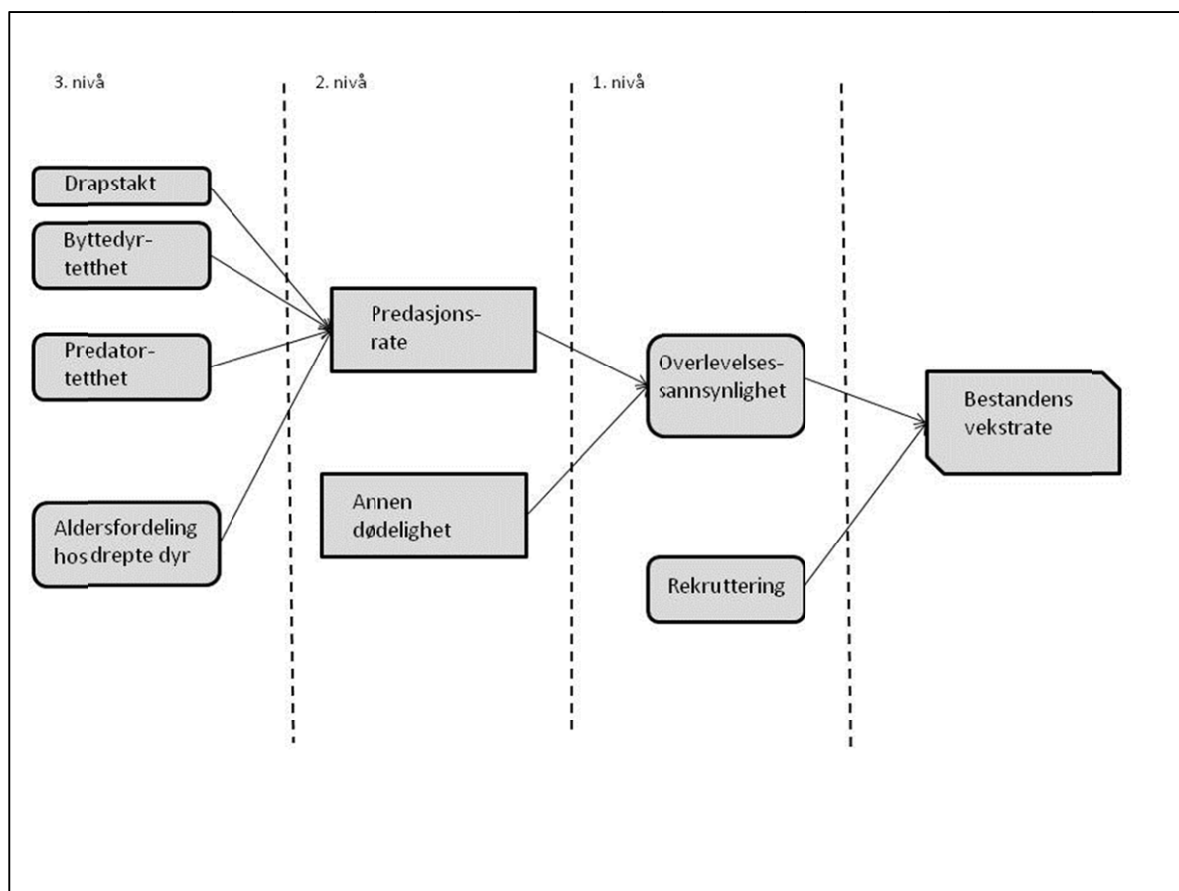 3. nivå
2. nivå
1. nivå
Drapstakt
Byttedyr-
tetthet
Predator-
tetthet
Aldersfordeling
hos drepte dyr
Predasjons-
rate
Annen
dødelighet
Overlevelses-
sannsynlighet
Rekruttering
Bestandens
vekstrate